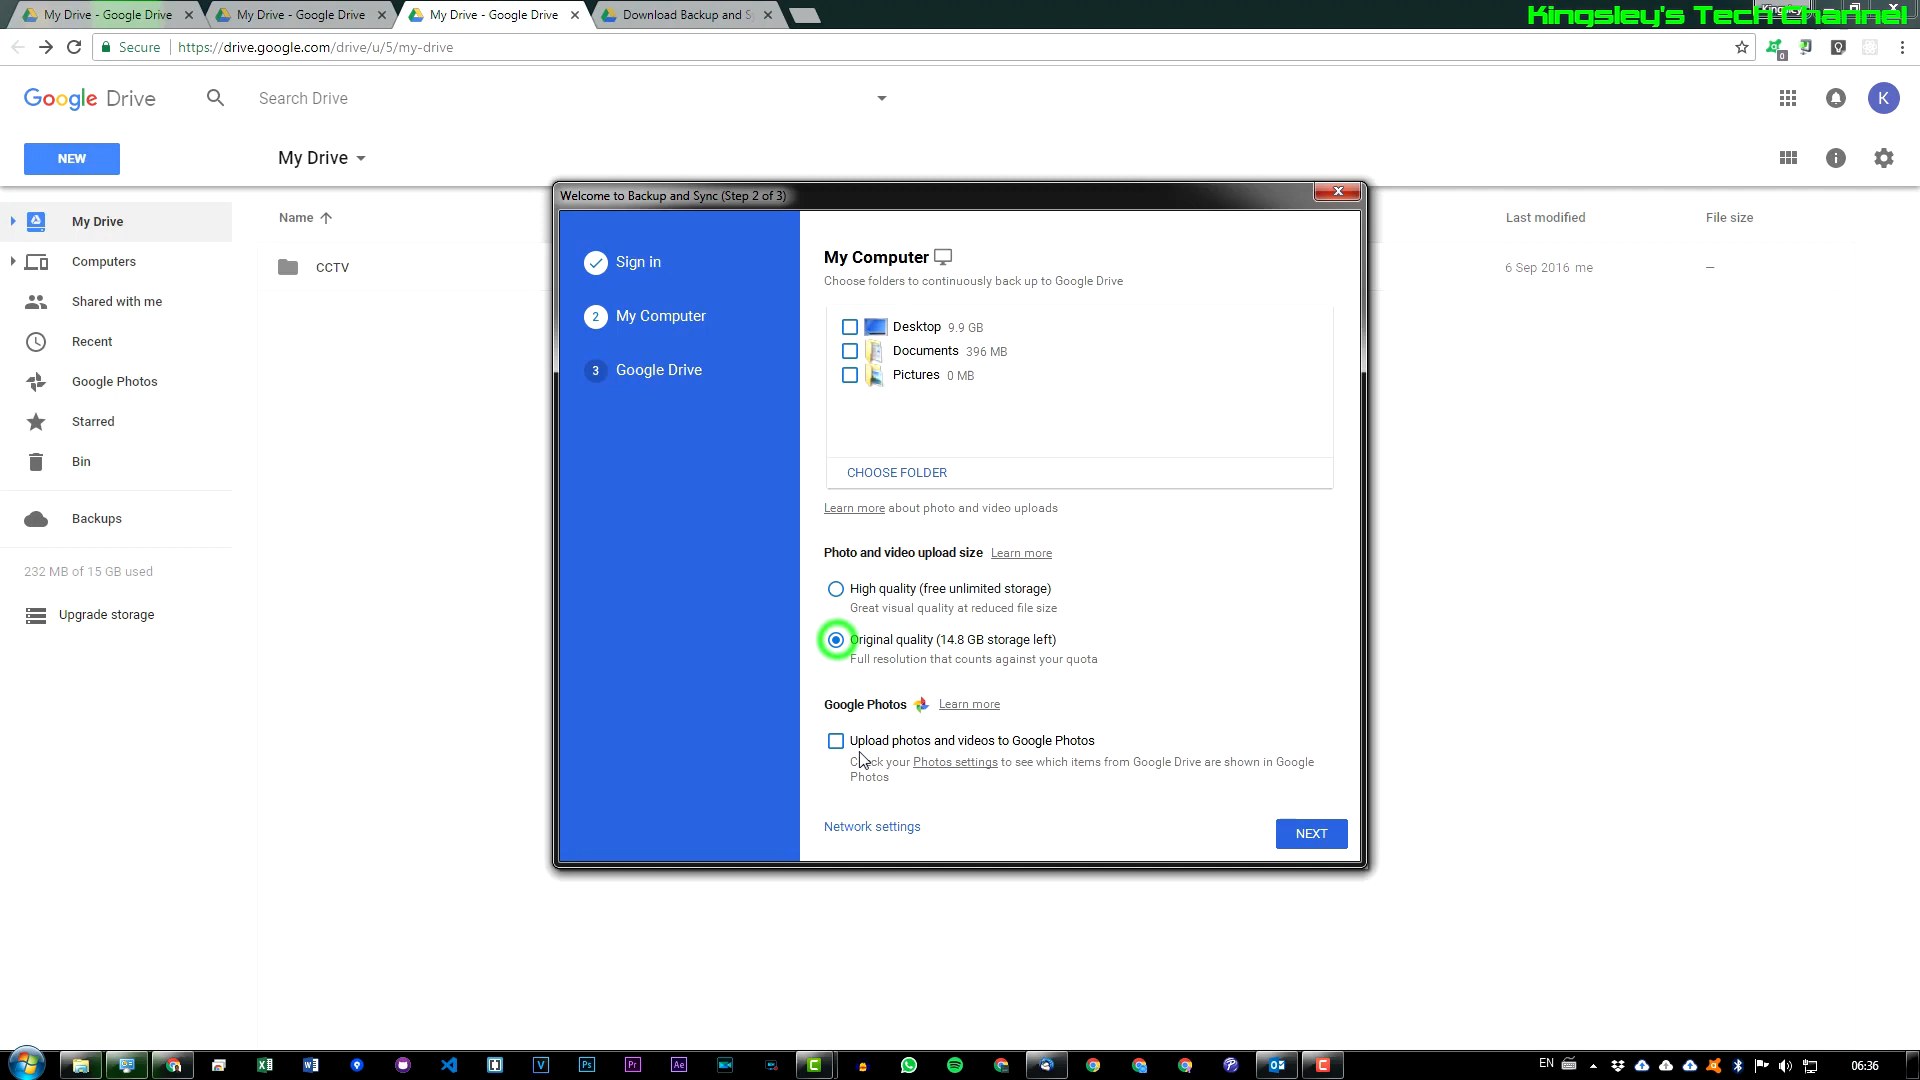 My Drive - Google Drive
My Drive - Google Drive
My Drive - Google Drive
Download Backup and S
Kingsley's Tech Channel
Secure
https://drive.google.com/drive/u/5/my-drive
0
Google Drive
Search Drive
K
NEW
My Drive
My Drive
Computers
Shared with me
Recent
Google Photos
Starred
Bin
Backups
232 MB of 15 GB used
Upgrade storage
Name
Last modified
File size
CCTV
6 Sep 2016 me
—
Welcome to Backup and Sync (Step 2 of 3)
Sign in
2 My Computer
3 Google Drive
My Computer
Choose folders to continuously back up to Google Drive
Desktop 9.9 GB
Documents 396 MB
Pictures 0 MB
CHOOSE FOLDER
Learn more about photo and video uploads
Photo and video upload size Learn more
High quality (free unlimited storage)
Great visual quality at reduced file size
Original quality (14.8 GB storage left)
Full resolution that counts against your quota
Google Photos Learn more
Upload photos and videos to Google Photos
your Photos settings to see which items from Google Drive are shown in Google
Photos
Network settings
NEXT
V
Ps
Pr
Ae
EN
06:36